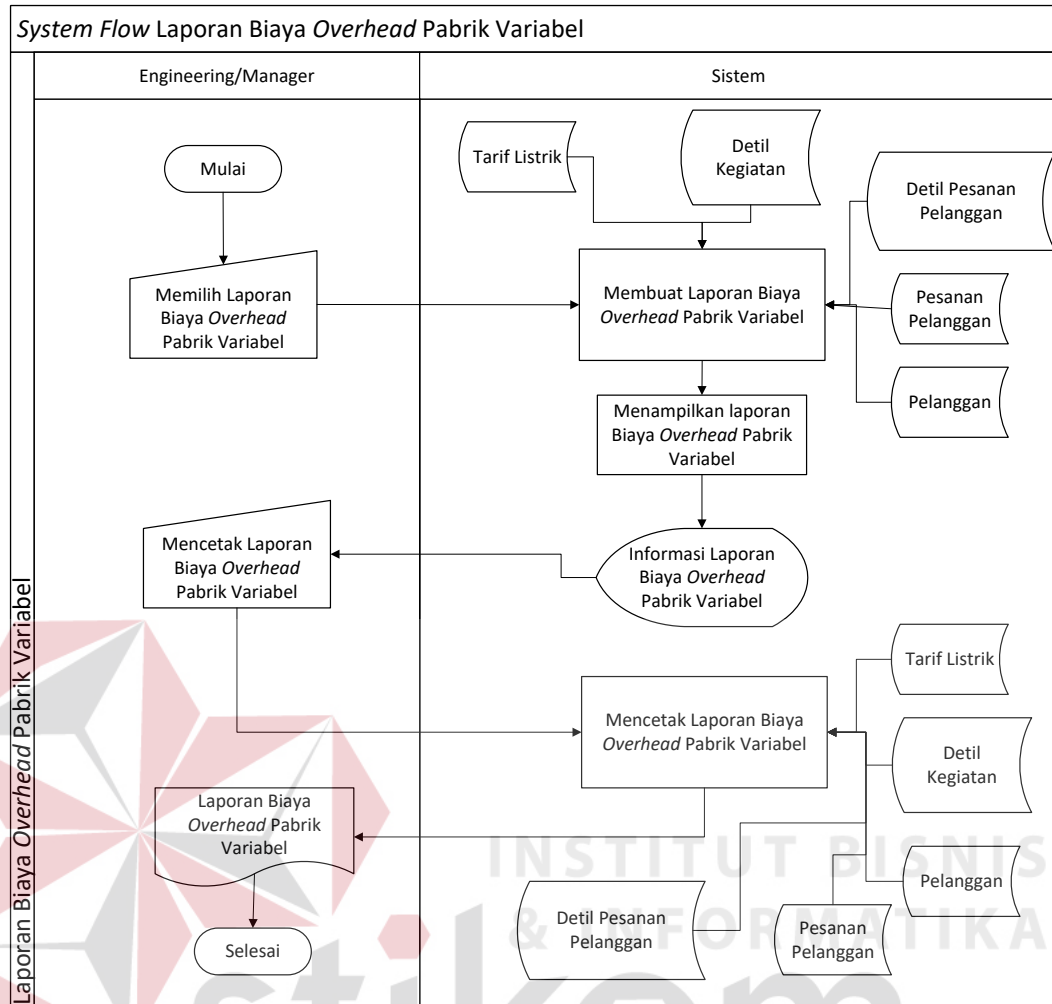 System Flow Laporan Biaya Overhead Pabrik Variabel
Laporan Biaya Overhead Pabrik Variabel
Engineering/Manager
Sistem
Mulai
Tarif Listrik
Detil
Kegiatan
Detil Pesanan
Pelanggan
Memilih Laporan
Biaya Overhead
Pabrik Variabel
Membuat Laporan Biaya
Overhead Pabrik Variabel
Pesanan
Pelanggan
Pelanggan
Menampilkan laporan
Biaya Overhead Pabrik
Variabel
Mencetak Laporan
Biaya Overhead
Pabrik Variabel
Informasi Laporan
Biaya Overhead
Pabrik Variabel
Tarif Listrik
Mencetak Laporan Biaya
Overhead Pabrik Variabel
Detil
Kegiatan
Laporan Biaya
Overhead Pabrik
Variabel
Pelanggan
Detil Pesanan
Pelanggan
Pesanan
Pelanggan
Selesai
INSTITUT BISNIS
& INFORMATIKA
stikom